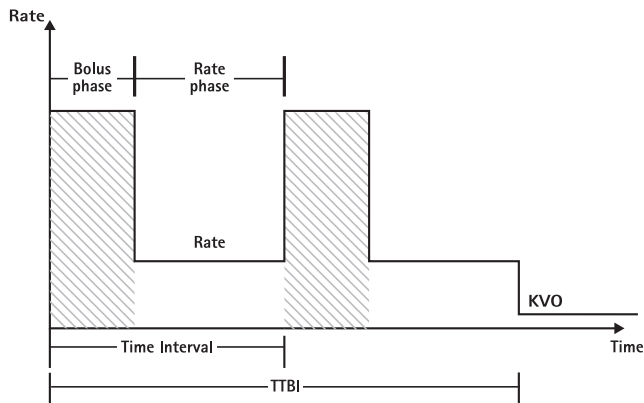 Rate
Bolus
phase
Rate
phase
Rate
KVO
Time
Time Interval
TTBI